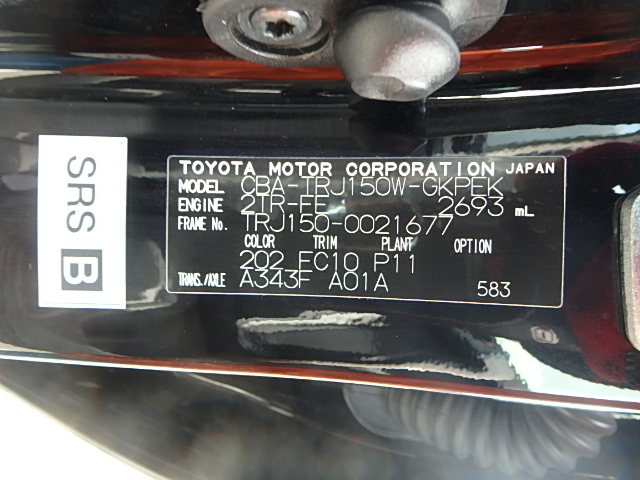 SRS B
TOYOTA MOTOR CORPORATION JAPAN
MODEL CBA-TRJ150W-GKPEK
ENGINE 2TR-FE 2693 mL
FRAME No. TRJ150-0021677
COLOR TRIM PLANT OPTION
202 FC10 P11
TRANS./AXLE A343F A01A 583